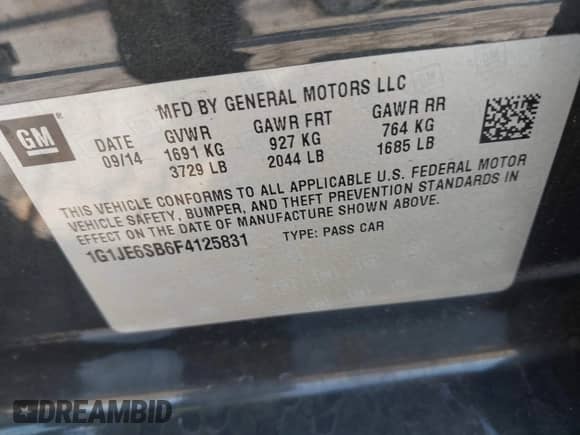 MFD BY GENERAL MOTORS LLC
GM
DATE GVWR GAWR FRT GAWR RR
09/14 1691 KG 927 KG 764 KG
3729 LB 2044 LB 1685 LB
THIS VEHICLE CONFORMS TO ALL APPLICABLE U.S. FEDERAL MOTOR
VEHICLE SAFETY, BUMPER, AND THEFT PREVENTION STANDARDS IN
EFFECT ON THE DATE OF MANUFACTURE SHOWN ABOVE.
1G1JE6SB6F4125831 TYPE: PASS CAR
DREAMBID